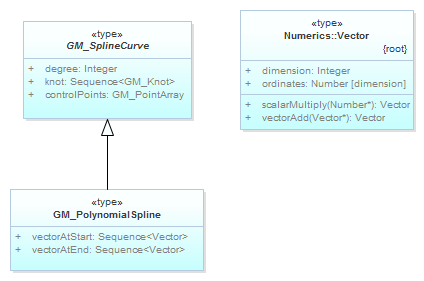 «type»
GM_SplineCurve
+ degree: Integer
+ knot: Sequence<GM_Knot>
+ controlPoints: GM_PointArray
«type»
Numerics::Vector
{root}
+ dimension: Integer
+ ordinates: Number [dimension]
+ scalarMultiply(Number*): Vector
+ vectorAdd(Vector*): Vector
«type»
GM_PolynomialSpline
+ vectorAtStart: Sequence<Vector>
+ vectorAtEnd: Sequence<Vector>